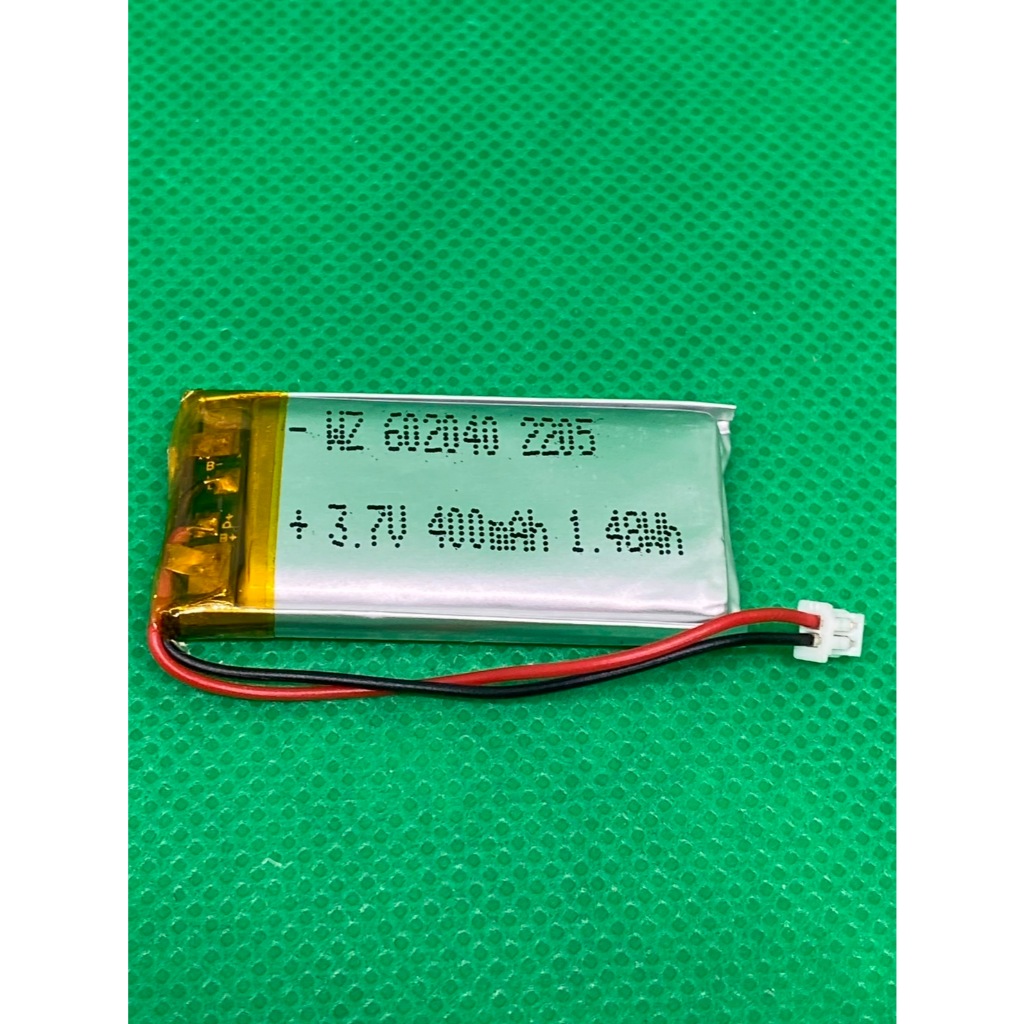 - WZ 602040 2205
+ 3.7V 400mAh 1.48Wh
B-
P+